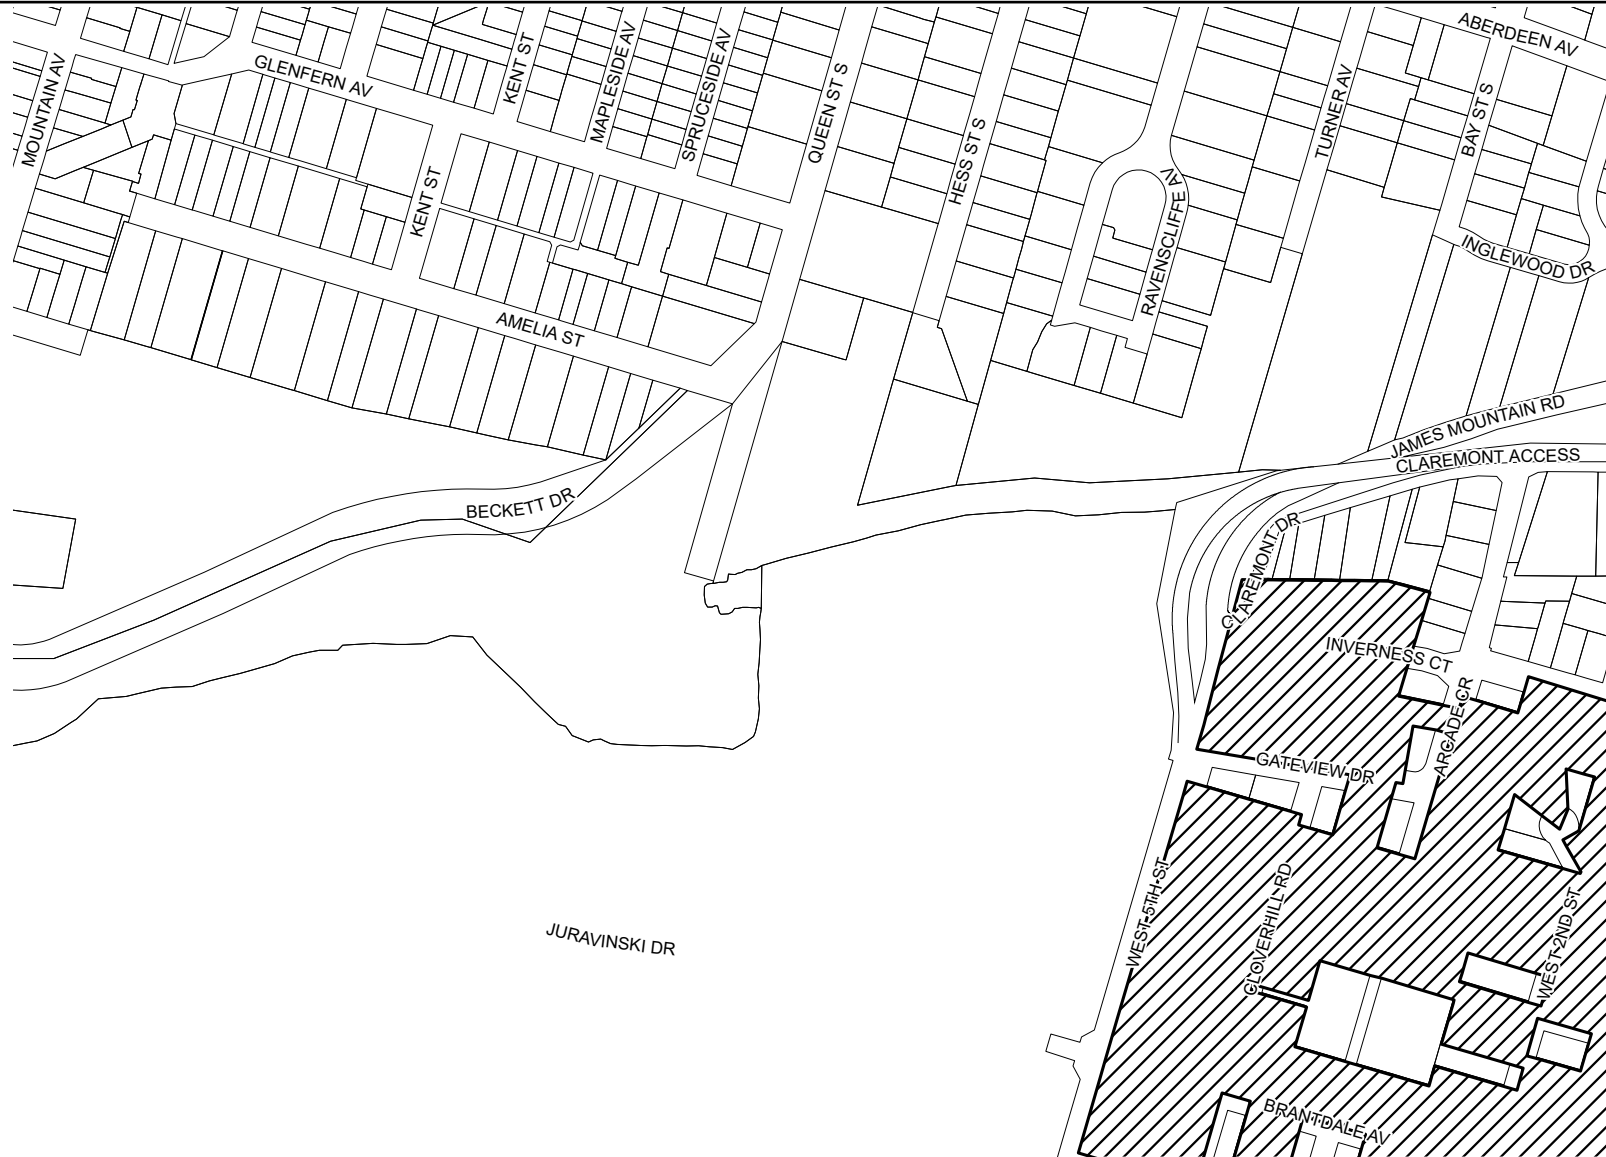 ABERDEEN AV
MOUNTAIN AV
GLENFERN AV
KENT ST
MAPLESIDE AV
SPRUCESIDE AV
QUEEN ST S
HESS ST S
RAVENSCLIFFE AV
TURNER AV
BAY ST S
KENT ST
INGLEWOOD DR
AMELIA ST
JAMES MOUNTAIN RD
CLAREMONT ACCESS
BECKETT DR
CLAREMONT DR
INVERNESS CT
ARCADE CR
GATEVIEW DR
WEST 5TH ST
CLOVERHILL RD
WEST 2ND ST
JURAVINSKI DR
BRANTDALE AV